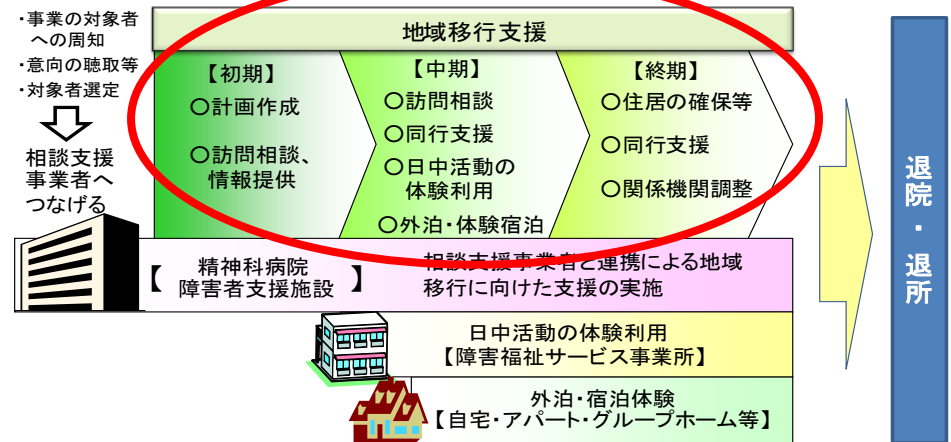 ・事業の対象者
への周知
・意向の聴取等
・対象者選定
相談支援
事業者へ
つなげる
地域移行支援
【初期】
○計画作成
○訪問相談、
情報提供
【中期】
○訪問相談
○同行支援
○日中活動の
体験利用
○外泊・体験宿泊
【終期】
○住居の確保等
○同行支援
○関係機関調整
【 精神科病院
障害者支援施設 】
相談支援事業者と連携による地域
移行に向けた支援の実施
日中活動の体験利用
【障害福祉サービス事業所】
外泊・宿泊体験
【自宅・アパート・グループホーム等】
退院・退所